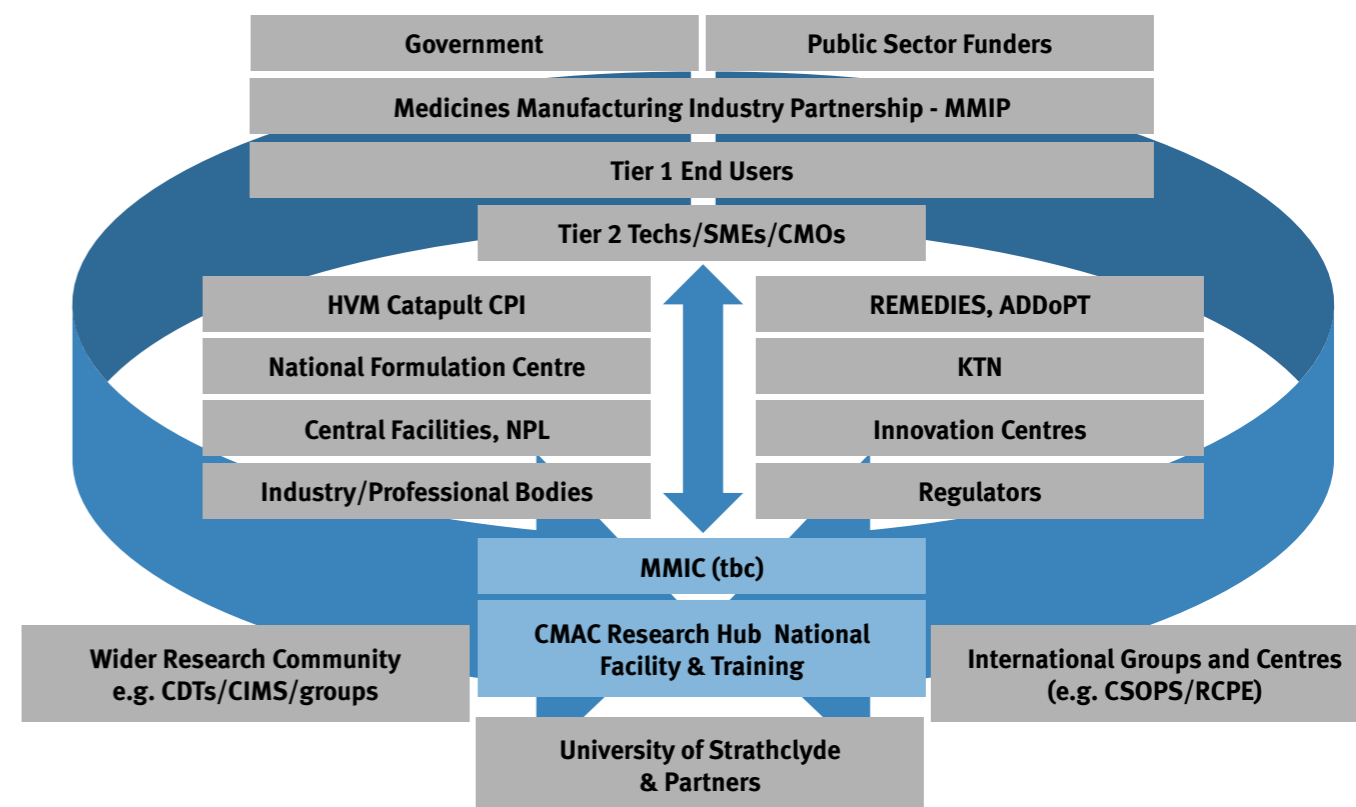 Government
Public Sector Funders
Medicines Manufacturing Industry Partnership - MMIP
Tier 1 End Users
Tier 2 Techs/SMEs/CMOs
HVM Catapult CPI
REMEDIES, ADDoPT
National Formulation Centre
KTN
Central Facilities, NPL
Innovation Centres
Industry/Professional Bodies
Regulators
MMIC (tbc)
CMAC Research Hub National
Facility & Training
Wider Research Community
e.g. CDTs/CIMS/groups
International Groups and Centres
(e.g. CSOPS/RCPE)
University of Strathclyde
& Partners